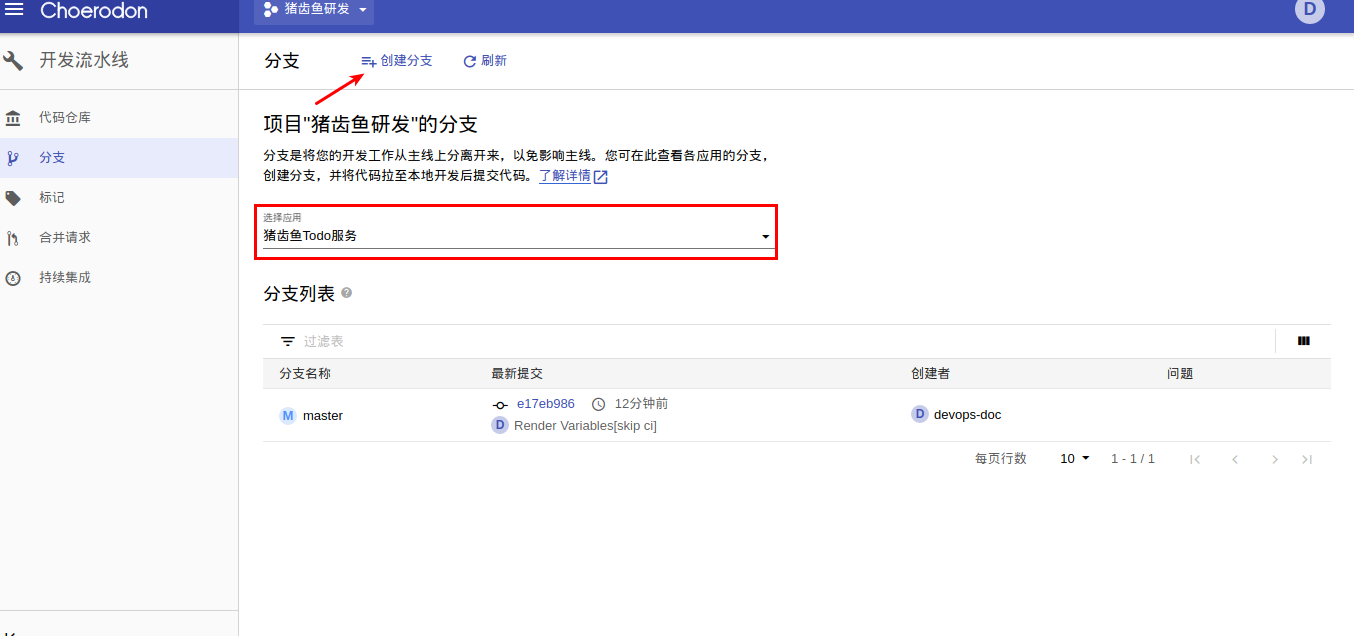 Choerodon
猪齿鱼研发
D
开发流水线
代码仓库
分支
标记
合并请求
持续集成
分支
创建分支
刷新
项目"猪齿鱼研发"的分支
分支是将您的开发工作从主线上分离开来，以免影响主线。您可在此查看各应用的分支，
创建分支，并将代码拉至本地开发后提交代码。了解详情
选择应用
猪齿鱼Todo服务
分支列表
过滤表
分支名称 最新提交 创建者 问题
M master e17eb986 12分钟前 D devops-doc
D Render Variables[skip ci]
每页行数 10 1 - 1 / 1